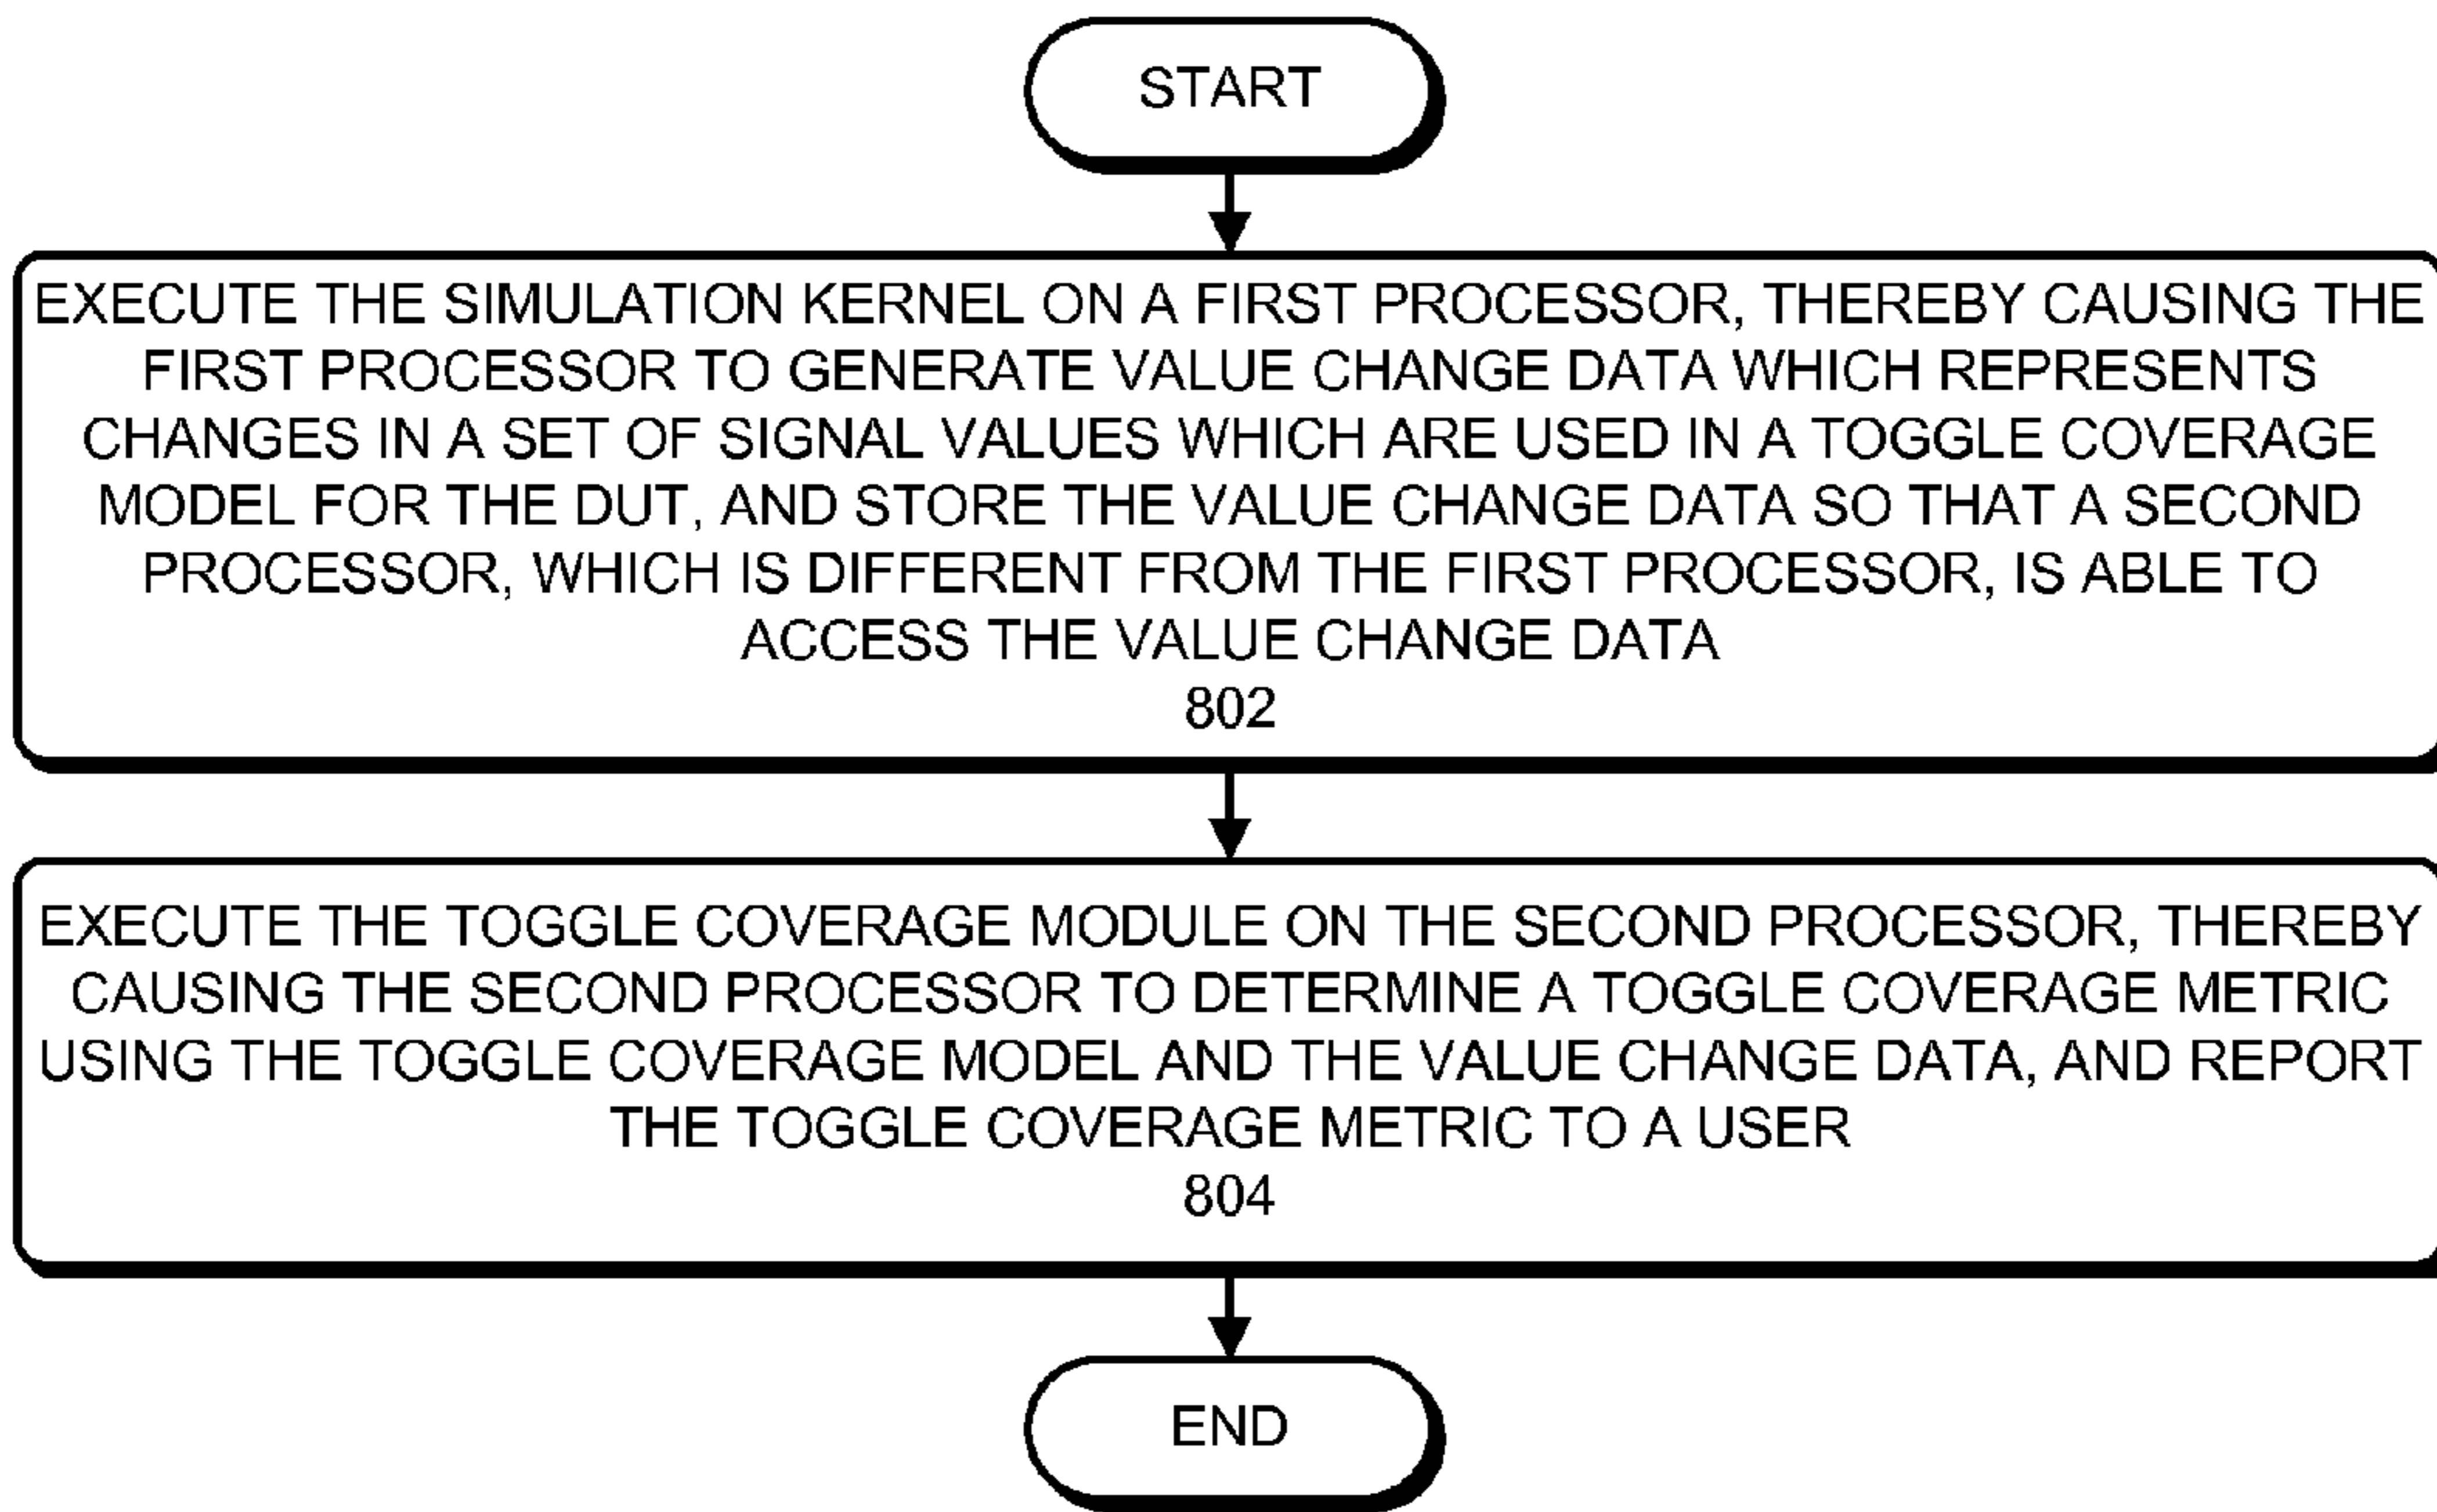 START
EXECUTE THE SIMULATION KERNEL ON A FIRST PROCESSOR, THEREBY CAUSING THE
FIRST PROCESSOR TO GENERATE VALUE CHANGE DATA WHICH REPRESENTS
CHANGES IN A SET OF SIGNAL VALUES WHICH ARE USED IN A TOGGLE COVERAGE
MODEL FOR THE DUT, AND STORE THE VALUE CHANGE DATA SO THAT A SECOND
PROCESSOR, WHICH IS DIFFERENT FROM THE FIRST PROCESSOR, IS ABLE TO
ACCESS THE VALUE CHANGE DATA
802
EXECUTE THE TOGGLE COVERAGE MODULE ON THE SECOND PROCESSOR, THEREBY
CAUSING THE SECOND PROCESSOR TO DETERMINE A TOGGLE COVERAGE METRIC
USING THE TOGGLE COVERAGE MODEL AND THE VALUE CHANGE DATA, AND REPORT
THE TOGGLE COVERAGE METRIC TO A USER
804
END